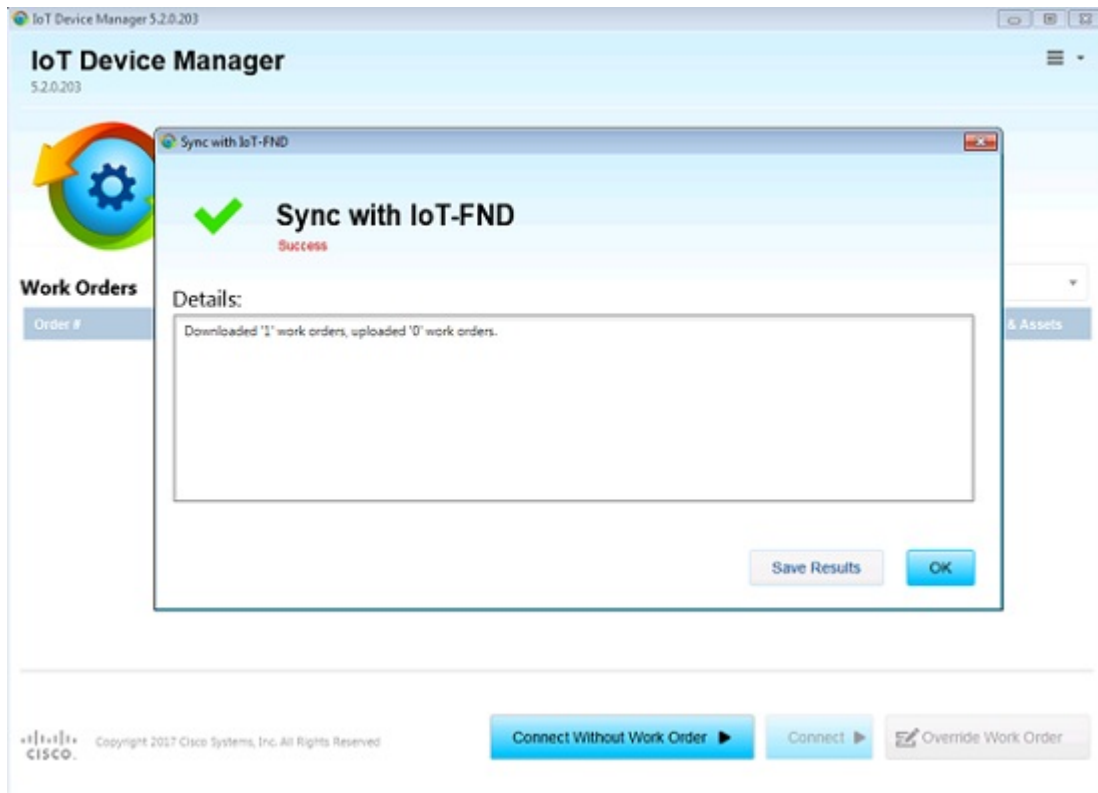 IoT Device Manager 5.2.0.203
IoT Device Manager
5.2.0.203
Sync with IoT-FND
Sync with IoT-FND
Success
Work Orders
Details:
Order #
& Assets
Downloaded '1' work orders, uploaded '0' work orders.
Save Results
OK
Connect Without Work Order
Connect
Override Work Order
CISCO.
Copyright 2017 Cisco Systems, Inc. All Rights Reserved